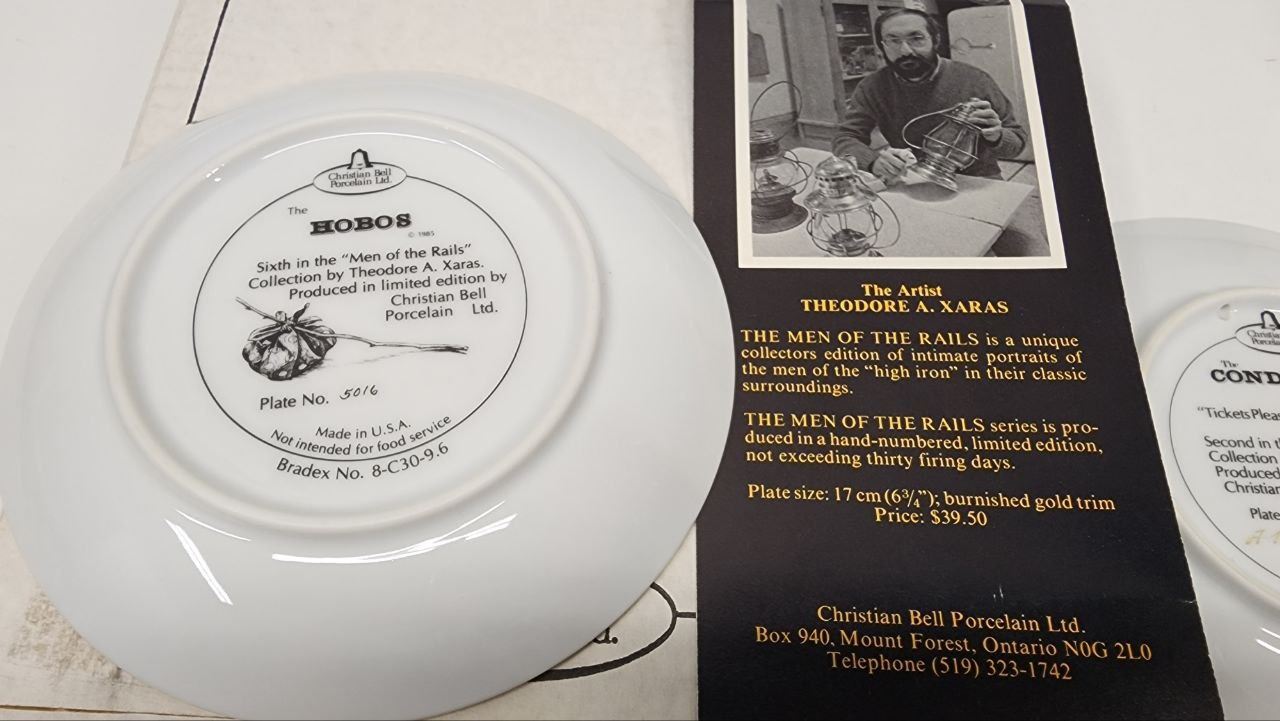 Christian Bell
Porcelain Ltd.
The
HOBOS
© 1985
Sixth in the "Men of the Rails"
Collection by Theodore A. Xaras.
Produced in limited edition by
Christian Bell
Porcelain Ltd.
Plate No. 5016
Made in U.S.A.
Not intended for food service
Bradex No. 8-C30-9.6
d.
The Artist
THEODORE A. XARAS
THE MEN OF THE RAILS is a unique
collectors edition of intimate portraits of
the men of the "high iron" in their classic
surroundings.
THE MEN OF THE RAILS series is pro-
duced in a hand-numbered, limited edition,
not exceeding thirty firing days.
Plate size: 17 cm (6¾"); burnished gold trim
Price: $39.50
Christian Bell Porcelain Ltd.
Box 940, Mount Forest, Ontario N0G 2L0
Telephone (519) 323-1742
The
COND
"Tickets Plea
Second in t
Collection
Produced
Christian
Plate